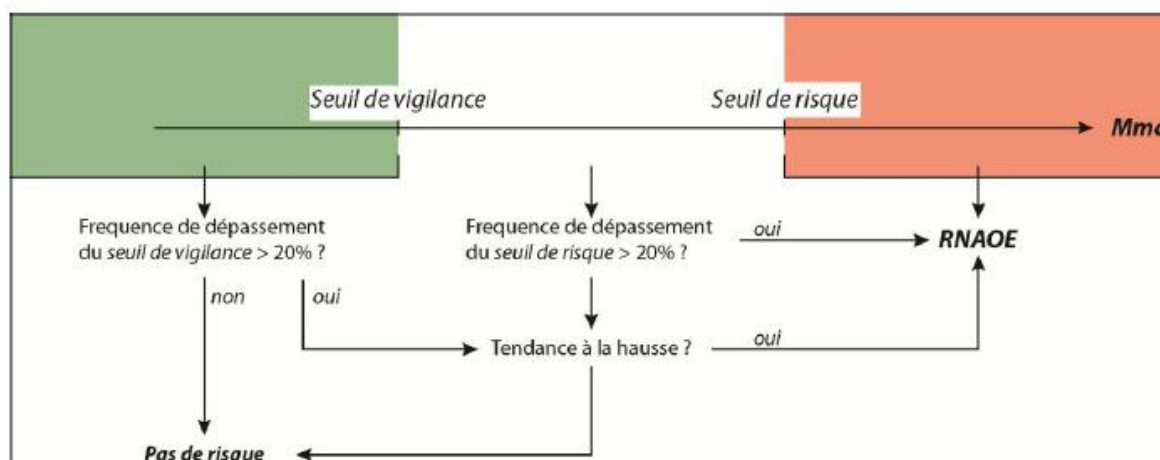 Seuil de vigilance
Seuil de risque
Frequence de dépassement
du seuil de vigilance > 20% ?
Frequence de dépassement
du seuil de risque > 20% ?
oui
RNAOE
non
oui
Tendance à la hausse ?
oui
Pas de risque